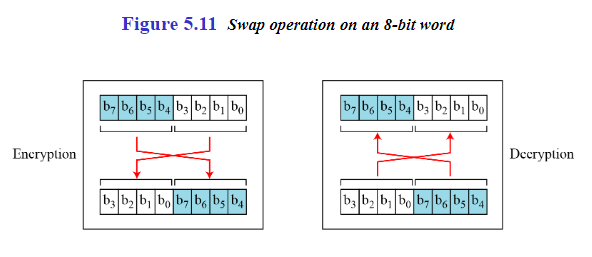 Figure 5.11 Swap operation on an 8-bit word
b₇ b₆ b₅ b₄ b₃ b₂ b₁ b₀
b₇ b₆ b₅ b₄ b₃ b₂ b₁ b₀
Encryption
Decryption
b₃ b₂ b₁ b₀ b₇ b₆ b₅ b₄
b₃ b₂ b₁ b₀ b₇ b₆ b₅ b₄